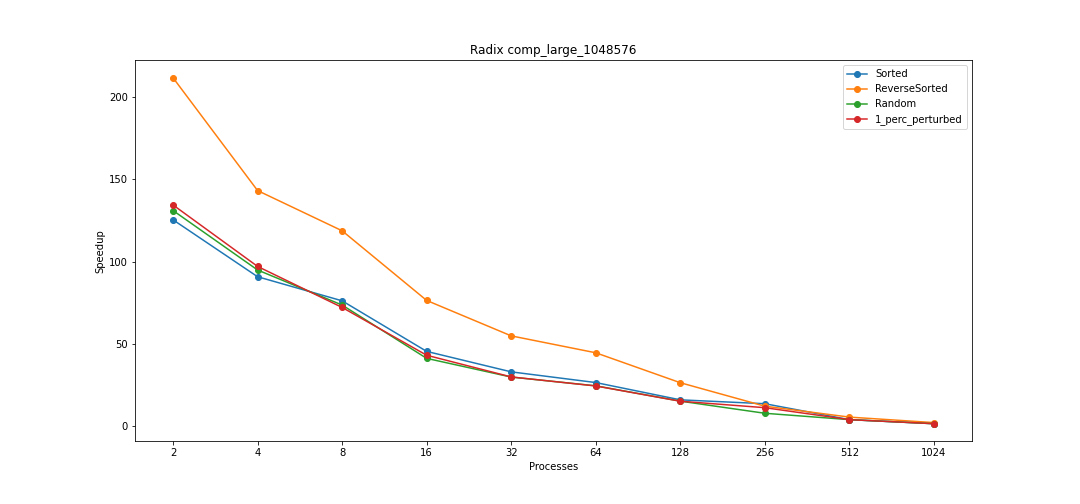 Radix comp_large_1048576
Sorted
ReverseSorted
Random
1_perc_perturbed
200
150
100
50
0
Speedup
2 4 8 16 32 64 128 256 512 1024
Processes